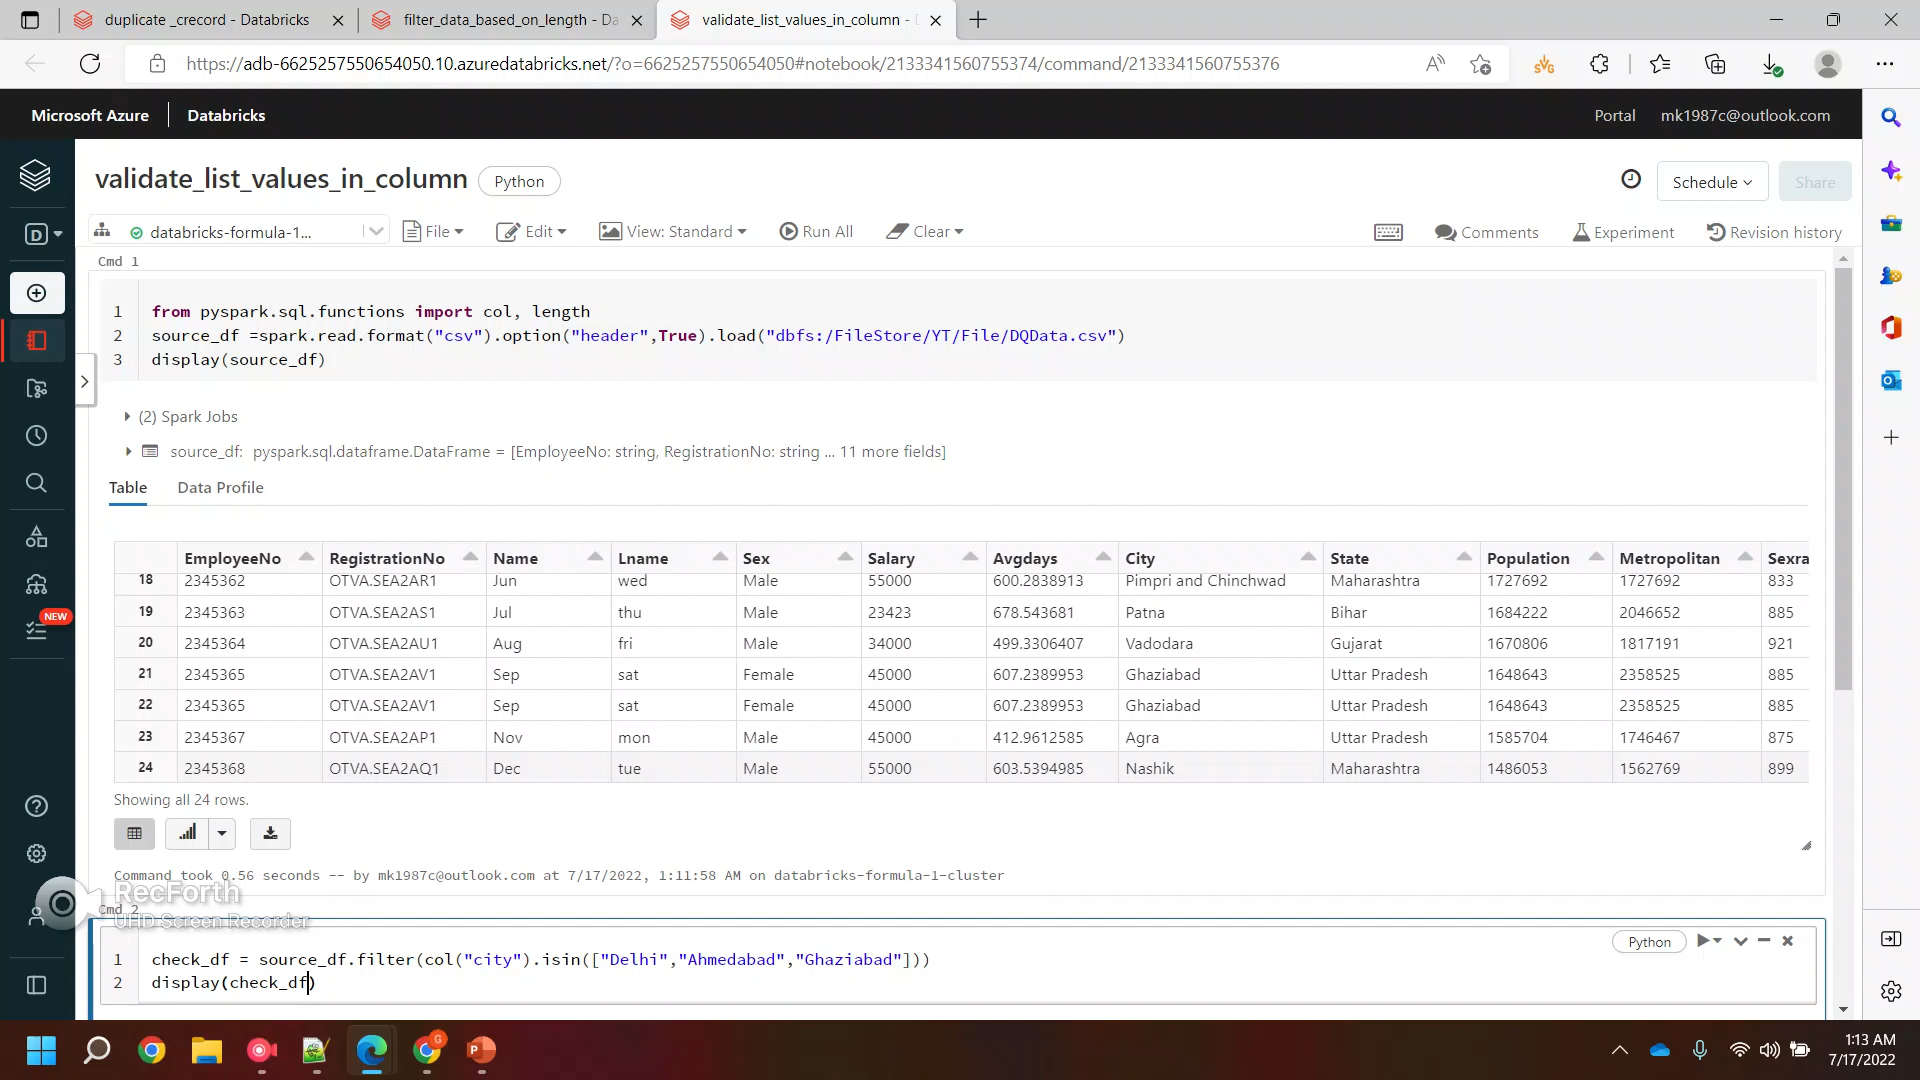 duplicate _crecord - Databricks
filter_data_based_on_length - Da
validate_list_values_in_column -
https://adb-6625257550654050.10.azuredatabricks.net/?o=6625257550654050#notebook/2133341560755374/command/2133341560755376
Microsoft Azure Databricks Portal mk1987c@outlook.com
validate_list_values_in_column Python Schedule Share
D databricks-formula-1... File Edit View: Standard Run All Clear Comments Experiment Revision history
Cmd 1
1 from pyspark.sql.functions import col, length
2 source_df =spark.read.format("csv").option("header",True).load("dbfs:/FileStore/YT/File/DQData.csv")
3 display(source_df)
(2) Spark Jobs
source_df: pyspark.sql.dataframe.DataFrame = [EmployeeNo: string, RegistrationNo: string ... 11 more fields]
Table Data Profile
EmployeeNo RegistrationNo Name Lname Sex Salary Avgdays City State Population Metropolitan Sexra
18 2345362 OTVA.SEA2AR1 Jun wed Male 55000 600.2838913 Pimpri and Chinchwad Maharashtra 1727692 1727692 833
19 2345363 OTVA.SEA2AS1 Jul thu Male 23423 678.543681 Patna Bihar 1684222 2046652 885
20 2345364 OTVA.SEA2AU1 Aug fri Male 34000 499.3306407 Vadodara Gujarat 1670806 1817191 921
21 2345365 OTVA.SEA2AV1 Sep sat Female 45000 607.2389953 Ghaziabad Uttar Pradesh 1648643 2358525 885
22 2345365 OTVA.SEA2AV1 Sep sat Female 45000 607.2389953 Ghaziabad Uttar Pradesh 1648643 2358525 885
23 2345367 OTVA.SEA2AP1 Nov mon Male 45000 412.9612585 Agra Uttar Pradesh 1585704 1746467 875
24 2345368 OTVA.SEA2AQ1 Dec tue Male 55000 603.5394985 Nashik Maharashtra 1486053 1562769 899
NEW
Showing all 24 rows.
Command took 0.56 seconds -- by mk1987c@outlook.com at 7/17/2022, 1:11:58 AM on databricks-formula-1-cluster
RecForth
UHD Screen Recorder
Cmd 2
Python
1 check_df = source_df.filter(col("city").isin(["Delhi","Ahmedabad","Ghaziabad"]))
2 display(check_df)
1:13 AM
7/17/2022